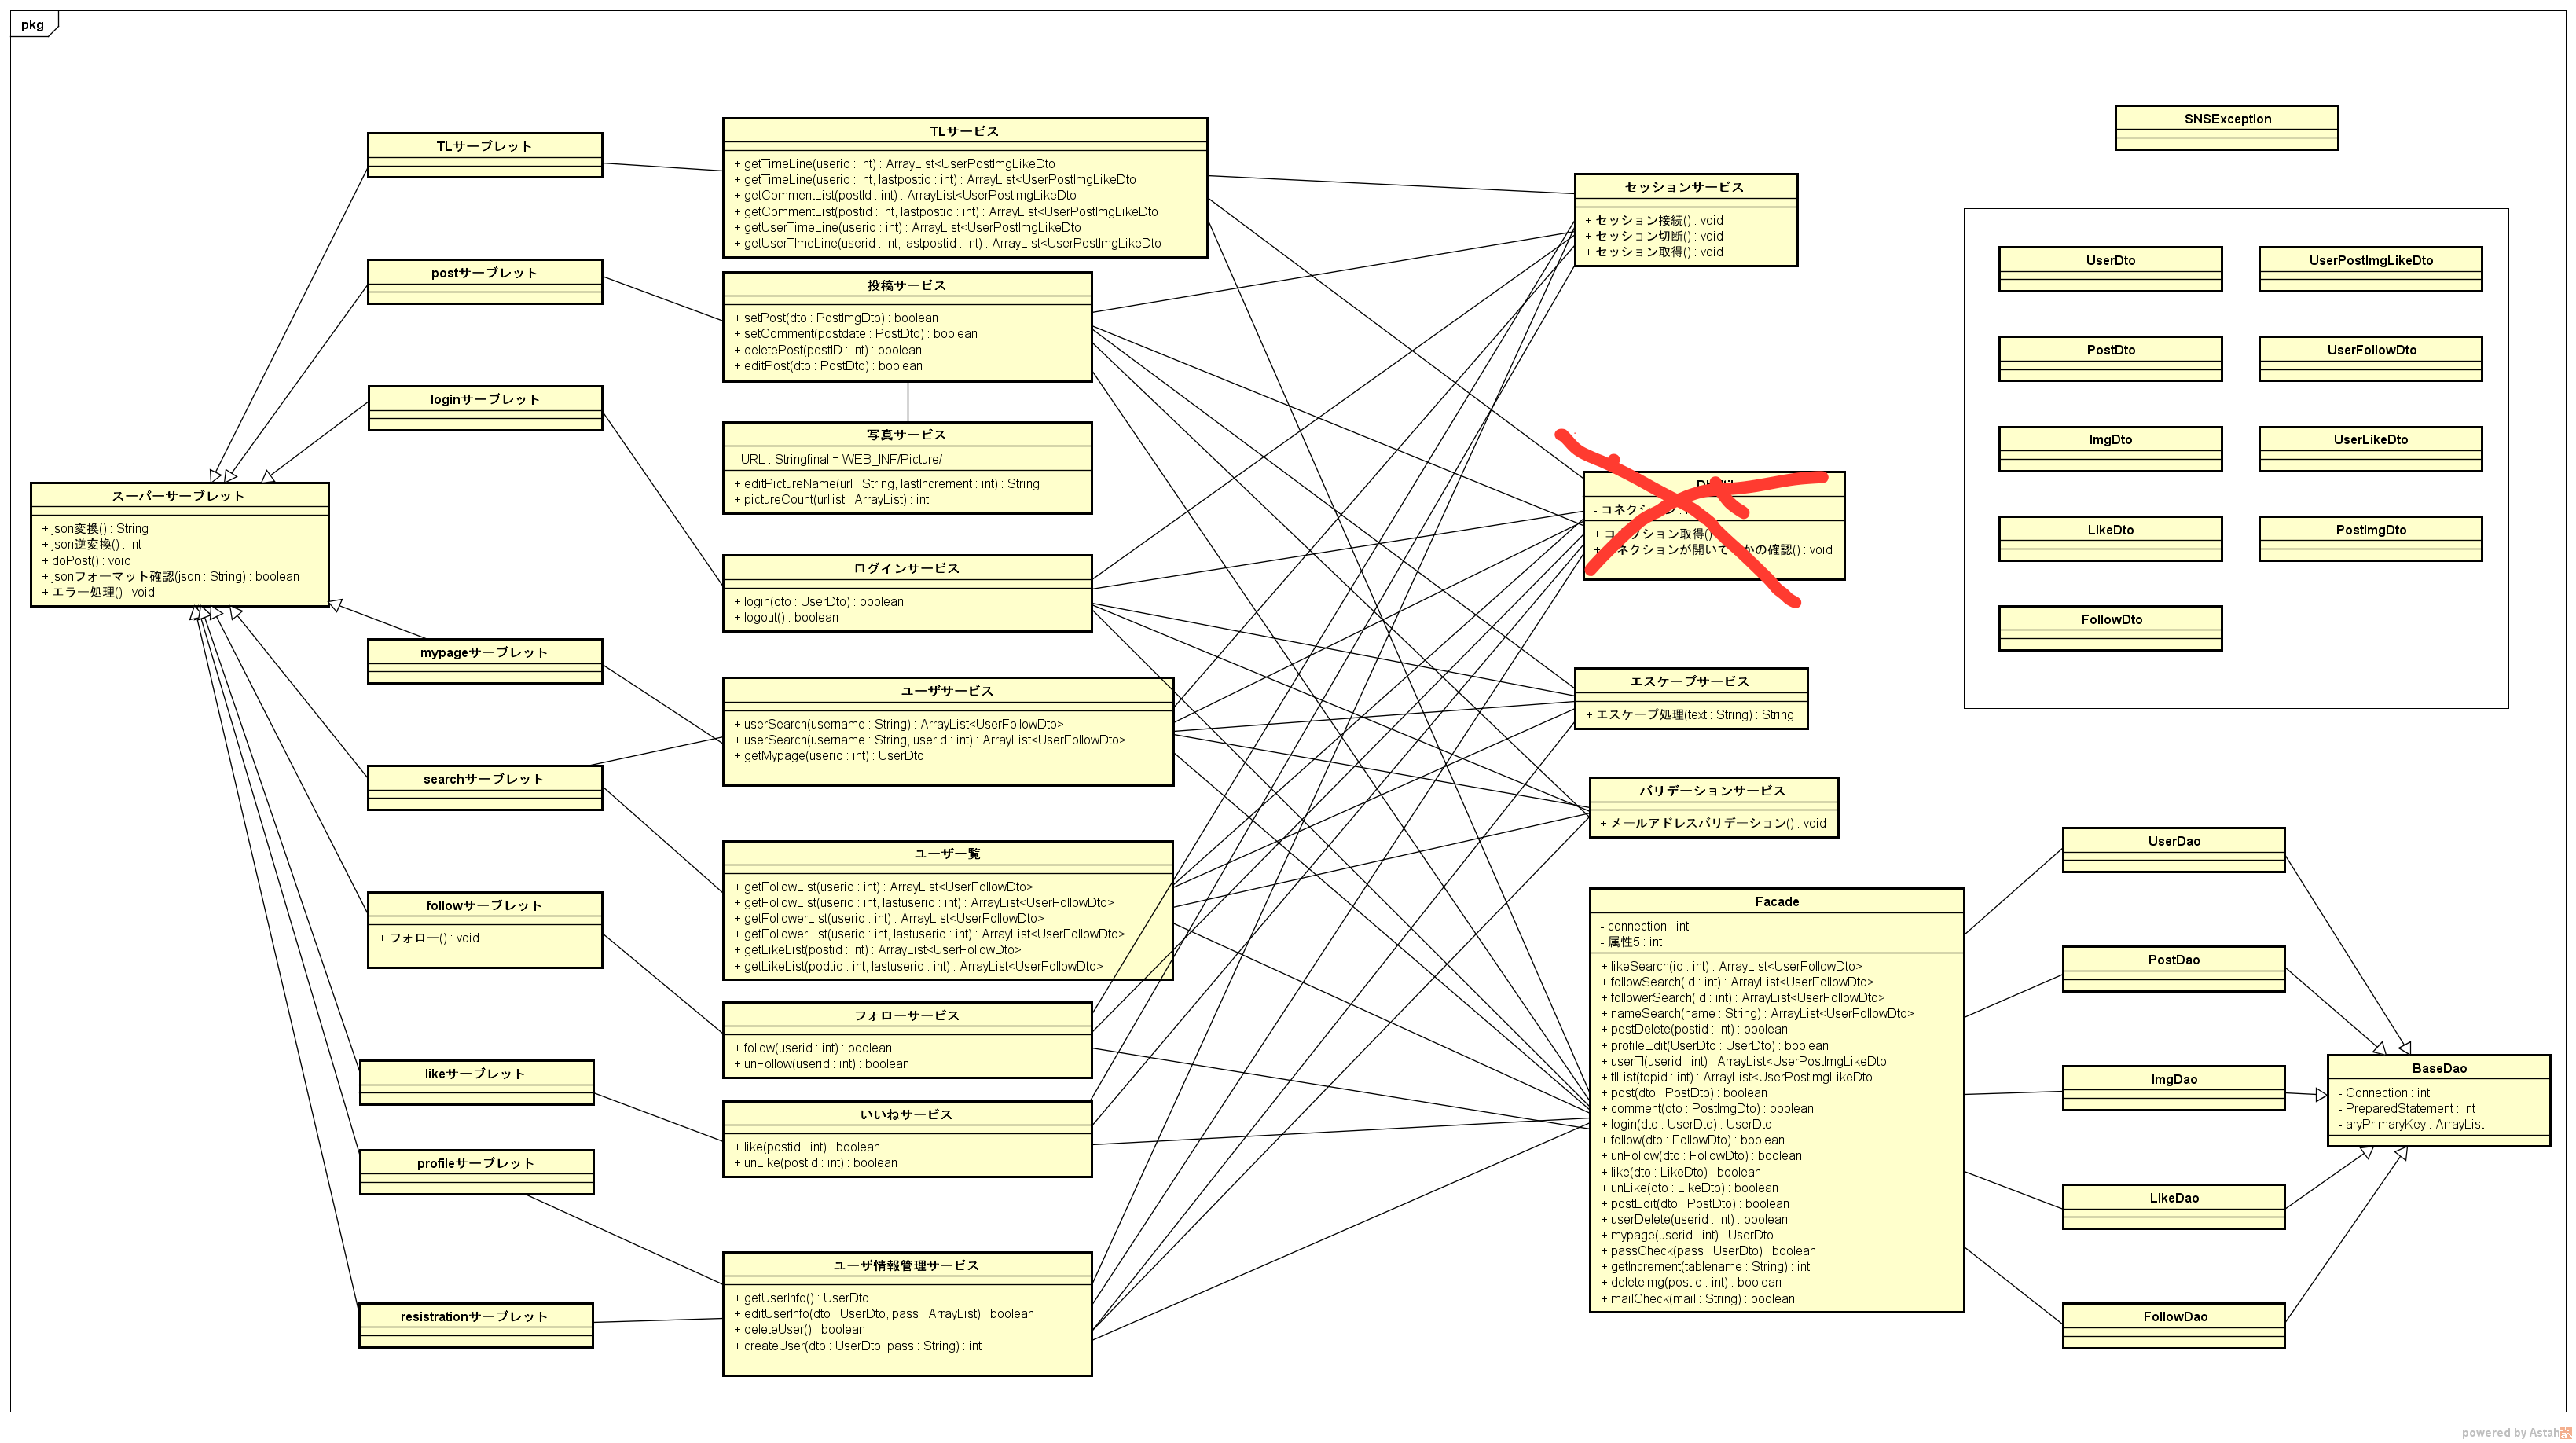 pkg
TLサーブレット
postサーブレット
loginサーブレット
スーパーサーブレット
+ json変換() : String
+ json逆変換() : int
+ doPost() : void
+ jsonフォーマット確認(json : String) : boolean
+ エラー処理() : void
mypageサーブレット
searchサーブレット
followサーブレット
+ フォロー() : void
likeサーブレット
profileサーブレット
resistrationサーブレット
TLサービス
+ getTimeLine(userid : int) : ArrayList<UserPostImgLikeDto
+ getTimeLine(userid : int, lastpostid : int) : ArrayList<UserPostImgLikeDto
+ getCommentList(postId : int) : ArrayList<UserPostImgLikeDto
+ getCommentList(postid : int, lastpostid : int) : ArrayList<UserPostImgLikeDto
+ getUserTimeLine(userid : int) : ArrayList<UserPostImgLikeDto
+ getUserTImeLine(userid : int, lastpostid : int) : ArrayList<UserPostImgLikeDto
投稿サービス
+ setPost(dto : PostImgDto) : boolean
+ setComment(postdate : PostDto) : boolean
+ deletePost(postID : int) : boolean
+ editPost(dto : PostDto) : boolean
写真サービス
- URL : Stringfinal = WEB_INF/Picture/
+ editPictureName(url : String, lastIncrement : int) : String
+ pictureCount(urllist : ArrayList) : int
ログインサービス
+ login(dto : UserDto) : boolean
+ logout() : boolean
ユーザサービス
+ userSearch(username : String) : ArrayList<UserFollowDto>
+ userSearch(username : String, userid : int) : ArrayList<UserFollowDto>
+ getMypage(userid : int) : UserDto
ユーザ一覧
+ getFollowList(userid : int) : ArrayList<UserFollowDto>
+ getFollowList(userid : int, lastuserid : int) : ArrayList<UserFollowDto>
+ getFollowerList(userid : int) : ArrayList<UserFollowDto>
+ getFollowerList(userid : int, lastuserid : int) : ArrayList<UserFollowDto>
+ getLikeList(postid : int) : ArrayList<UserFollowDto>
+ getLikeList(podtid : int, lastuserid : int) : ArrayList<UserFollowDto>
フォローサービス
+ follow(userid : int) : boolean
+ unFollow(userid : int) : boolean
いいねサービス
+ like(postid : int) : boolean
+ unLike(postid : int) : boolean
ユーザ情報管理サービス
+ getUserInfo() : UserDto
+ editUserInfo(dto : UserDto, pass : ArrayList) : boolean
+ deleteUser() : boolean
+ createUser(dto : UserDto, pass : String) : int
セッションサービス
+ セッション接続() : void
+ セッション切断() : void
+ セッション取得() : void
- コネクション :
+ コネクション取得()
+ コネクションが開いて かの確認() : void
エスケープサービス
+ エスケープ処理(text : String) : String
バリデーションサービス
+ メールアドレスバリデーション() : void
Facade
- connection : int
- 属性5 : int
+ likeSearch(id : int) : ArrayList<UserFollowDto>
+ followSearch(id : int) : ArrayList<UserFollowDto>
+ followerSearch(id : int) : ArrayList<UserFollowDto>
+ nameSearch(name : String) : ArrayList<UserFollowDto>
+ postDelete(postid : int) : boolean
+ profileEdit(UserDto : UserDto) : boolean
+ userTl(userid : int) : ArrayList<UserPostImgLikeDto
+ tlList(topid : int) : ArrayList<UserPostImgLikeDto
+ post(dto : PostDto) : boolean
+ comment(dto : PostImgDto) : boolean
+ login(dto : UserDto) : UserDto
+ follow(dto : FollowDto) : boolean
+ unFollow(dto : FollowDto) : boolean
+ like(dto : LikeDto) : boolean
+ unLike(dto : LikeDto) : boolean
+ postEdit(dto : PostDto) : boolean
+ userDelete(userid : int) : boolean
+ mypage(userid : int) : UserDto
+ passCheck(pass : UserDto) : boolean
+ getIncrement(tablename : String) : int
+ deleteImg(postid : int) : boolean
+ mailCheck(mail : String) : boolean
SNSException
UserDto
UserPostImgLikeDto
PostDto
UserFollowDto
ImgDto
UserLikeDto
LikeDto
PostImgDto
FollowDto
UserDao
PostDao
ImgDao
LikeDao
FollowDao
BaseDao
- Connection : int
- PreparedStatement : int
- aryPrimaryKey : ArrayList
powered by Astah